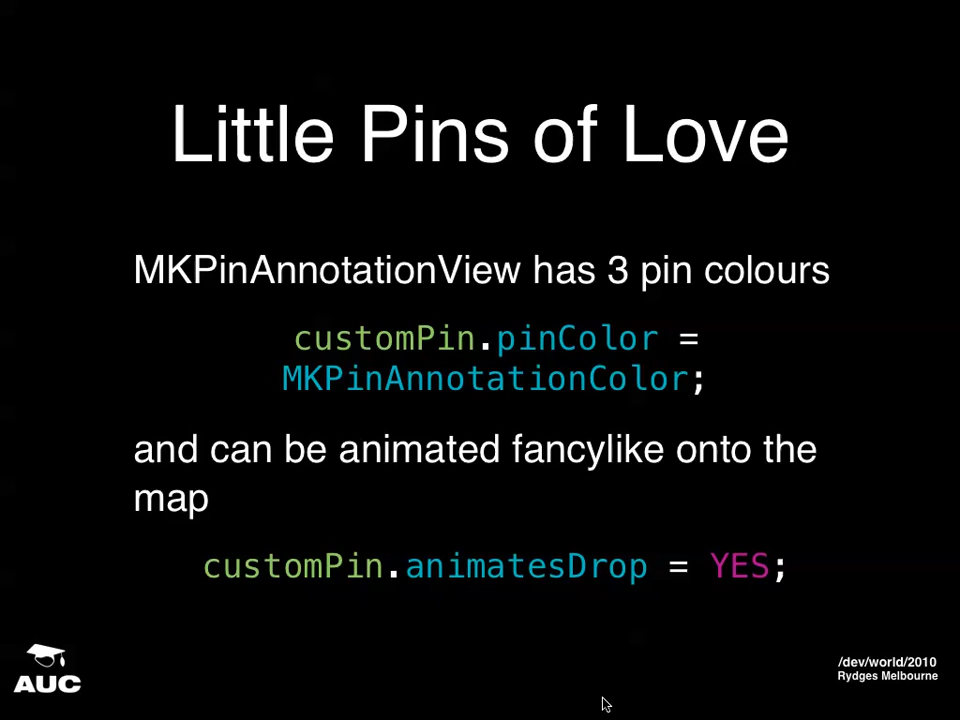 Little Pins of Love
MKPinAnnotationView has 3 pin colours
customPin.pinColor =
MKPinAnnotationColor;
and can be animated fancylike onto the
map
customPin.animatesDrop = YES;
AUC
/dev/world/2010
Rydges Melbourne